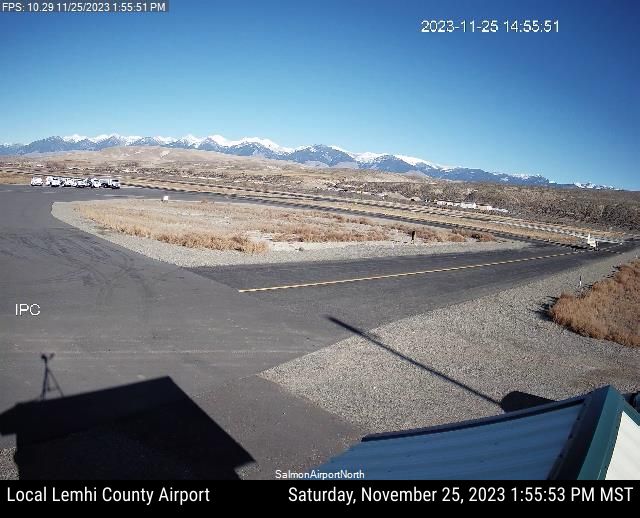 FPS: 10.29 11/25/2023 1:55:51 PM
2023-11-25 14:55:51
IPC
SalmonAirportNorth
Local Lemhi County Airport
Saturday, November 25, 2023 1:55:53 PM MST